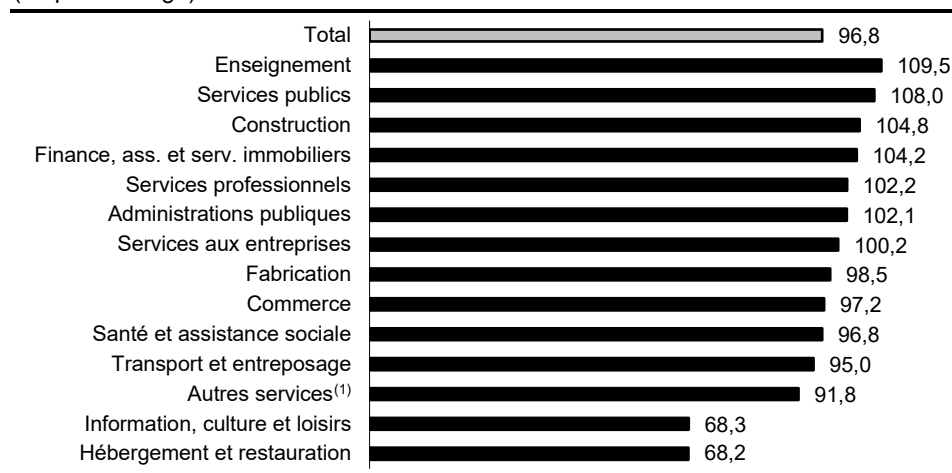 Total 96,8
Enseignement 109,5
Services publics 108,0
Construction 104,8
Finance, ass. et serv. immobiliers 104,2
Services professionnels 102,2
Administrations publiques 102,1
Services aux entreprises 100,2
Fabrication 98,5
Commerce 97,2
Santé et assistance sociale 96,8
Transport et entreposage 95,0
Autres services(1) 91,8
Information, culture et loisirs 68,3
Hébergement et restauration 68,2